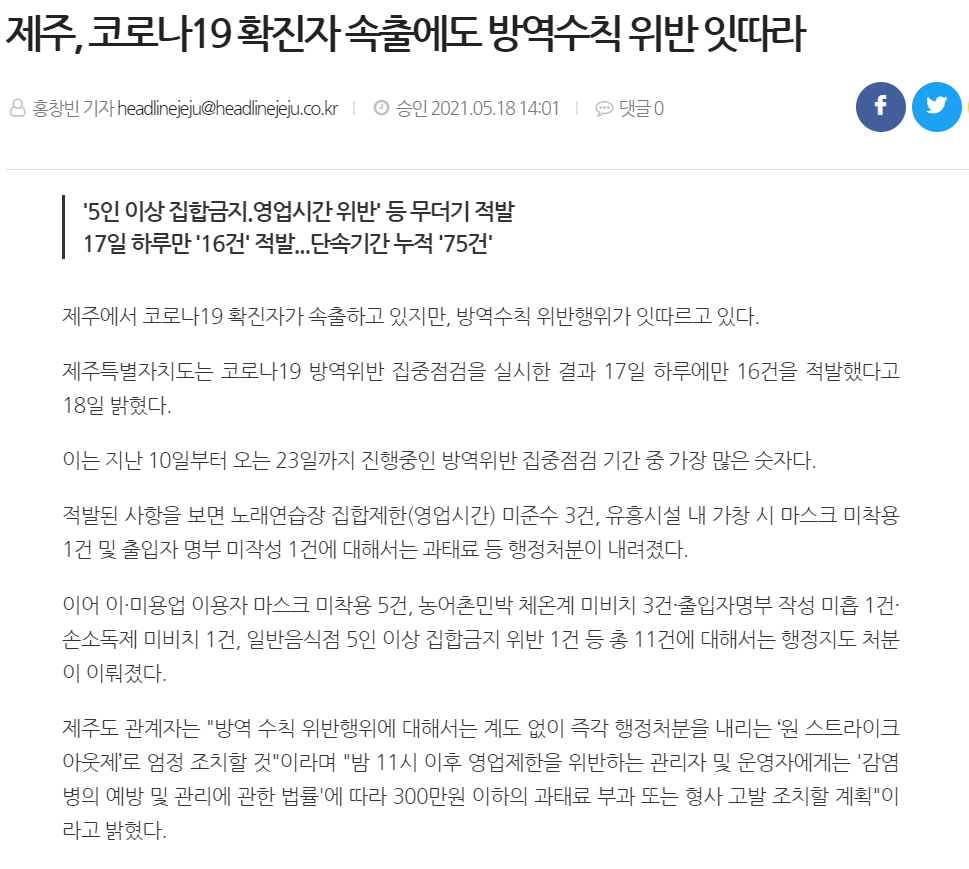 제주, 코로나19 확진자 속출에도 방역수칙 위반 잇따라
홍창빈 기자 headlinejeju@headlinejeju.co.kr 승인 2021.05.18 14:01 댓글 0
'5인 이상 집합금지.영업시간 위반' 등 무더기 적발
17일 하루만 '16건' 적발...단속기간 누적 '75건'
제주에서 코로나19 확진자가 속출하고 있지만, 방역수칙 위반행위가 잇따르고 있다.
제주특별자치도는 코로나19 방역위반 집중점검을 실시한 결과 17일 하루에만 16건을 적발했다고
18일 밝혔다.
이는 지난 10일부터 오는 23일까지 진행중인 방역위반 집중점검 기간 중 가장 많은 숫자다.
적발된 사항을 보면 노래연습장 집합제한(영업시간) 미준수 3건, 유흥시설 내 가창 시 마스크 미착용
1건 및 출입자 명부 미작성 1건에 대해서는 과태료 등 행정처분이 내려졌다.
이어 이·미용업 이용자 마스크 미착용 5건, 농어촌민박 체온계 미비치 3건·출입자명부 작성 미흡 1건·
손소독제 미비치 1건, 일반음식점 5인 이상 집합금지 위반 1건 등 총 11건에 대해서는 행정지도 처분
이 이뤄졌다.
제주도 관계자는 "방역 수칙 위반행위에 대해서는 계도 없이 즉각 행정처분을 내리는 ‘원 스트라이크
아웃제’로 엄정 조치할 것"이라며 "밤 11시 이후 영업제한을 위반하는 관리자 및 운영자에게는 '감염
병의 예방 및 관리에 관한 법률'에 따라 300만원 이하의 과태료 부과 또는 형사 고발 조치할 계획"이
라고 밝혔다.